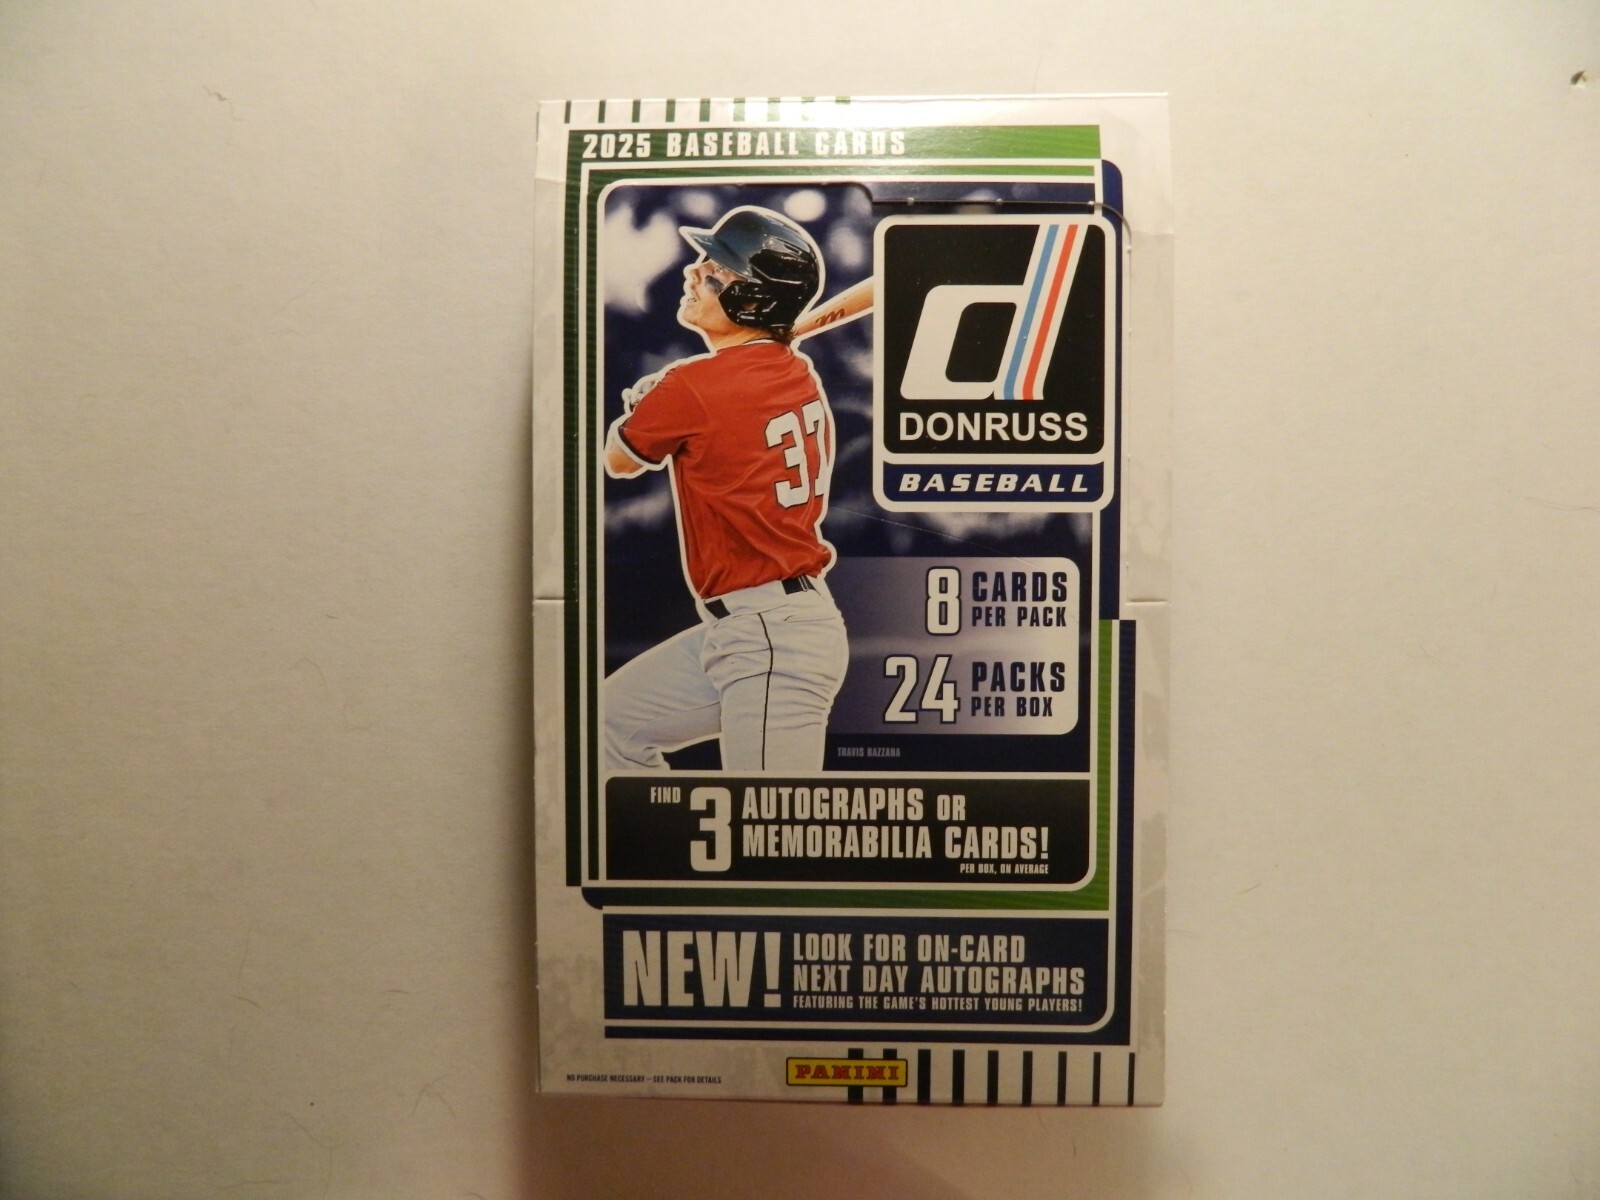 2025 BASEBALL CARDS
37
d
DONRUSS
BASEBALL
8 CARDS
PER PACK
24 PACKS
PER BOX
TRAVIS BAZZANA
FIND 3 AUTOGRAPHS OR
MEMORABILIA CARDS!
PER BOX, ON AVERAGE
NEW! LOOK FOR ON-CARD
NEXT DAY AUTOGRAPHS
FEATURING THE GAME'S HOTTEST YOUNG PLAYERS!
PANINI
NO PURCHASE NECESSARY – SEE PACK FOR DETAILS